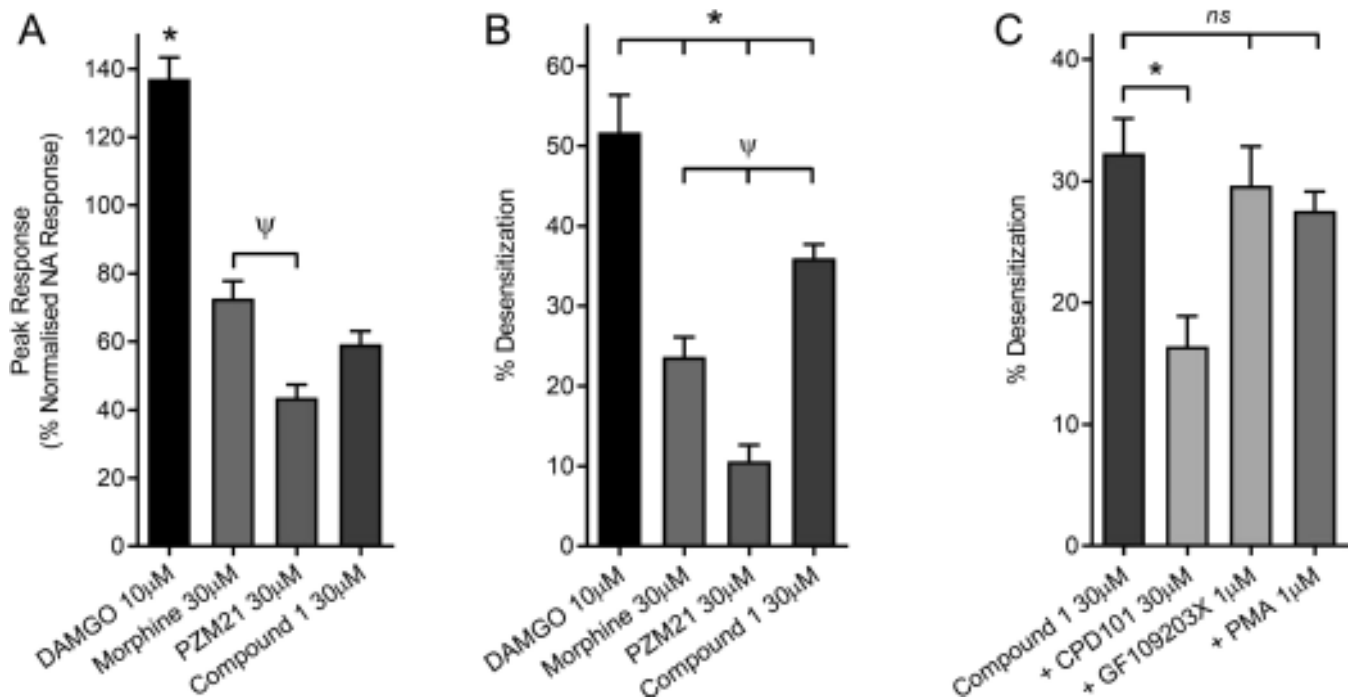 A
*
Peak Response
(% Normalised NA Response)
140
120
100
80
60
40
20
0
ψ
DAMGO 10μM
Morphine 30μM
PZM21 30μM
Compound 1 30μM
B
*
% Desensitization
60
50
40
30
20
10
0
ψ
DAMGO 10μM
Morphine 30μM
PZM21 30μM
Compound 1 30μM
C
ns
*
% Desensitization
40
30
20
10
0
Compound 1 30μM
+ CPD101 30μM
+ GF109203X 1μM
+ PMA 1μM